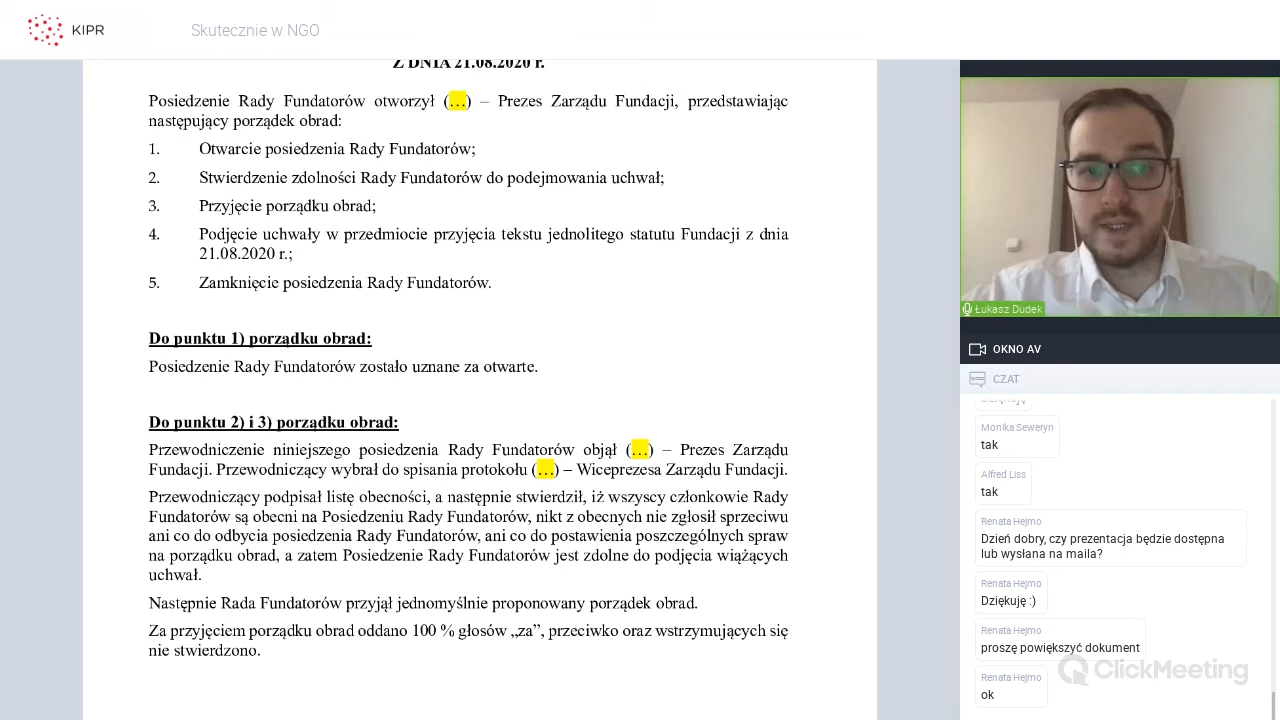 KIPR
Skutecznie w NGO
Z DNIA 21.08.2020 r.
Posiedzenie Rady Fundatorów otworzył (…) – Prezes Zarządu Fundacji, przedstawiając
następujący porządek obrad:
1. Otwarcie posiedzenia Rady Fundatorów;
2. Stwierdzenie zdolności Rady Fundatorów do podejmowania uchwał;
3. Przyjęcie porządku obrad;
4. Podjęcie uchwały w przedmiocie przyjęcia tekstu jednolitego statutu Fundacji z dnia
21.08.2020 r.;
5. Zamknięcie posiedzenia Rady Fundatorów.
Do punktu 1) porządku obrad:
Posiedzenie Rady Fundatorów zostało uznane za otwarte.
Do punktu 2) i 3) porządku obrad:
Przewodniczenie niniejszego posiedzenia Rady Fundatorów objął (…) – Prezes Zarządu
Fundacji. Przewodniczący wybrał do spisania protokołu (…) – Wiceprezesa Zarządu Fundacji.
Przewodniczący podpisał listę obecności, a następnie stwierdził, iż wszyscy członkowie Rady
Fundatorów są obecni na Posiedzeniu Rady Fundatorów, nikt z obecnych nie zgłosił sprzeciwu
ani co do odbycia posiedzenia Rady Fundatorów, ani co do postawienia poszczególnych spraw
na porządku obrad, a zatem Posiedzenie Rady Fundatorów jest zdolne do podjęcia wiążących
uchwał.
Następnie Rada Fundatorów przyjął jednomyślnie proponowany porządek obrad.
Za przyjęciem porządku obrad oddano 100 % głosów „za”, przeciwko oraz wstrzymujących się
nie stwierdzono.
Łukasz Dudek
OKNO AV
CZAT
Dziękuję
Monika Seweryn
tak
Alfred Liss
tak
Renata Hejmo
Dzień dobry, czy prezentacja będzie dostępna
lub wysłana na maila?
Renata Hejmo
Dziękuję :)
Renata Hejmo
proszę powiększyć dokument
Renata Hejmo
ok
ClickMeeting